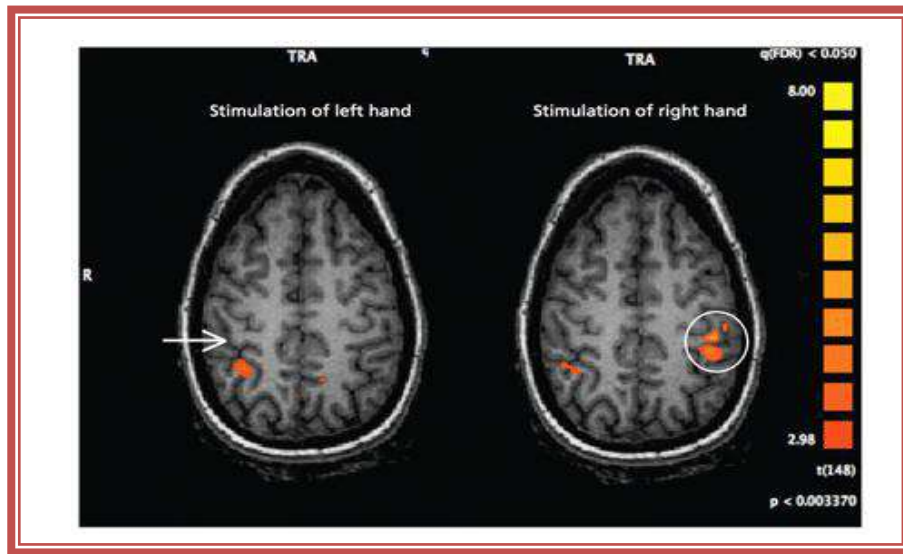 TRA
q
TRA
q(FDR) < 0.050
8.00
Stimulation of left hand
Stimulation of right hand
R
2.98
t(148)
p < 0.003370